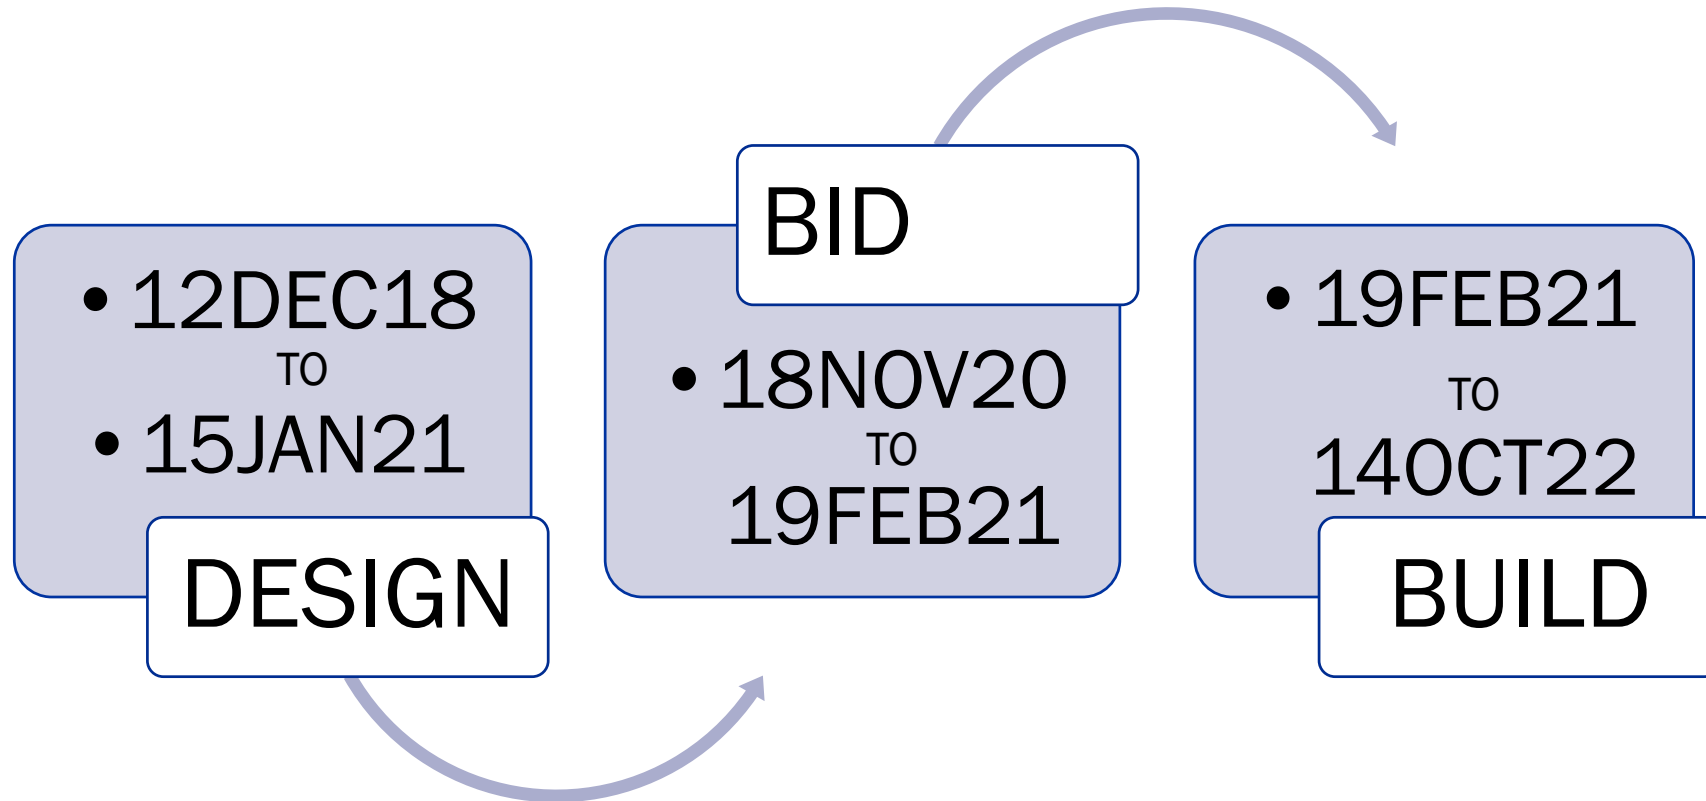 • 12DEC18
TO
• 15JAN21
DESIGN
BID
• 18NOV20
TO
19FEB21
• 19FEB21
TO
14OCT22
BUILD